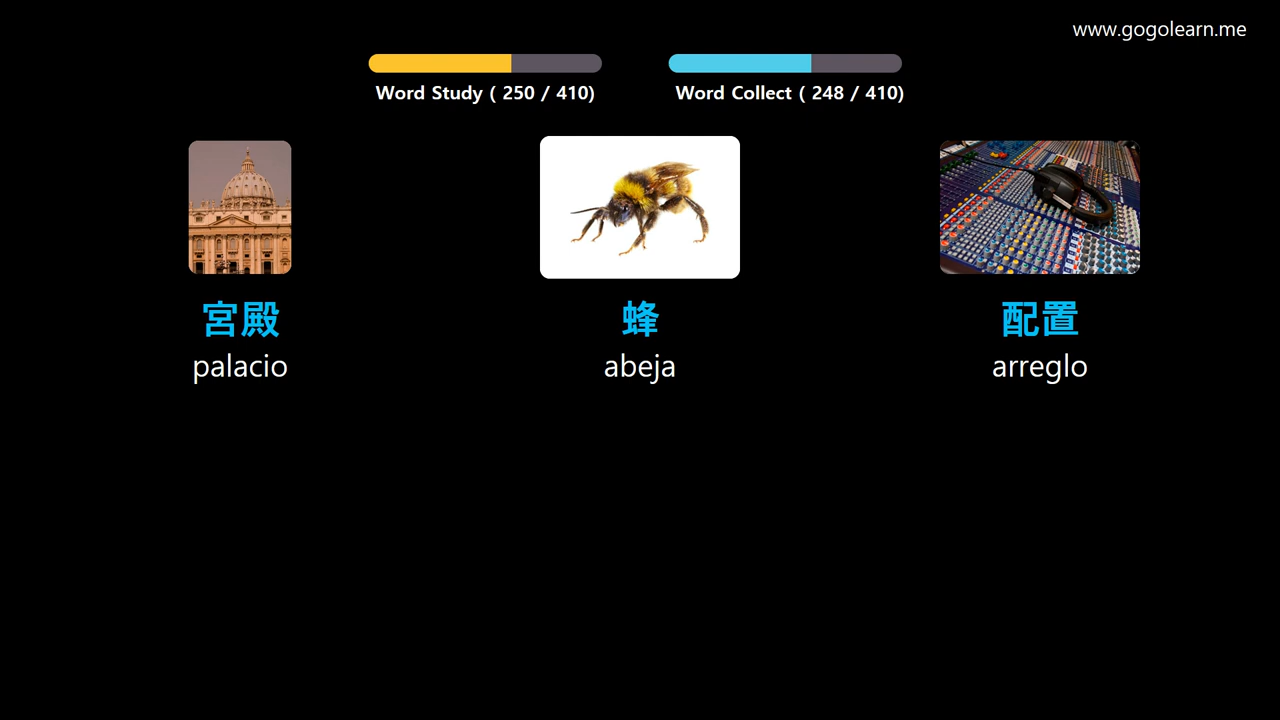 www.gogolearn.me
Word Study ( 250 / 410)
Word Collect ( 248 / 410)
宮殿
palacio
蜂
abeja
配置
arreglo